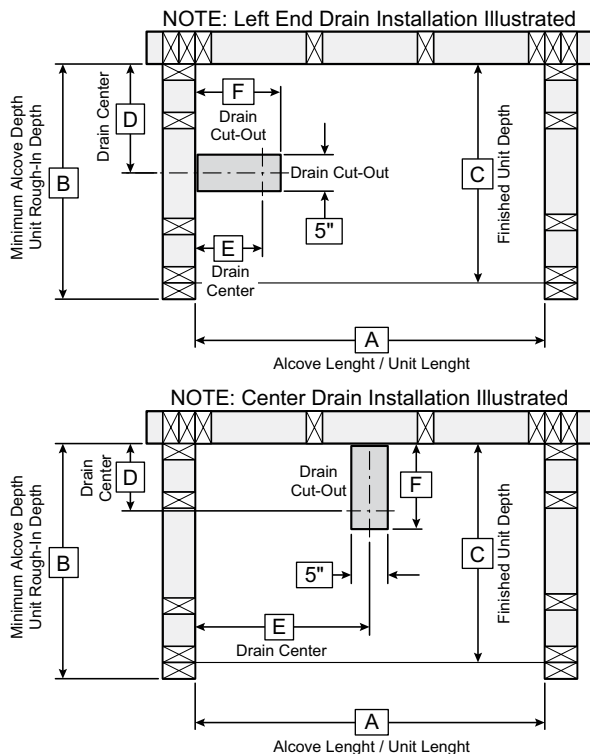 NOTE: Left End Drain Installation Illustrated
F
Drain
Cut-Out
D
Drain Center
Drain Cut-Out
C
B
Minimum Alcove Depth
Unit Rough-In Depth
Finished Unit Depth
5"
E
Drain
Center
A
Alcove Lenght / Unit Lenght
NOTE: Center Drain Installation Illustrated
D
Drain
Center
Drain
Cut-Out
F
C
B
Minimum Alcove Depth
Unit Rough-In Depth
Finished Unit Depth
5"
E
Drain Center
A
Alcove Lenght / Unit Lenght